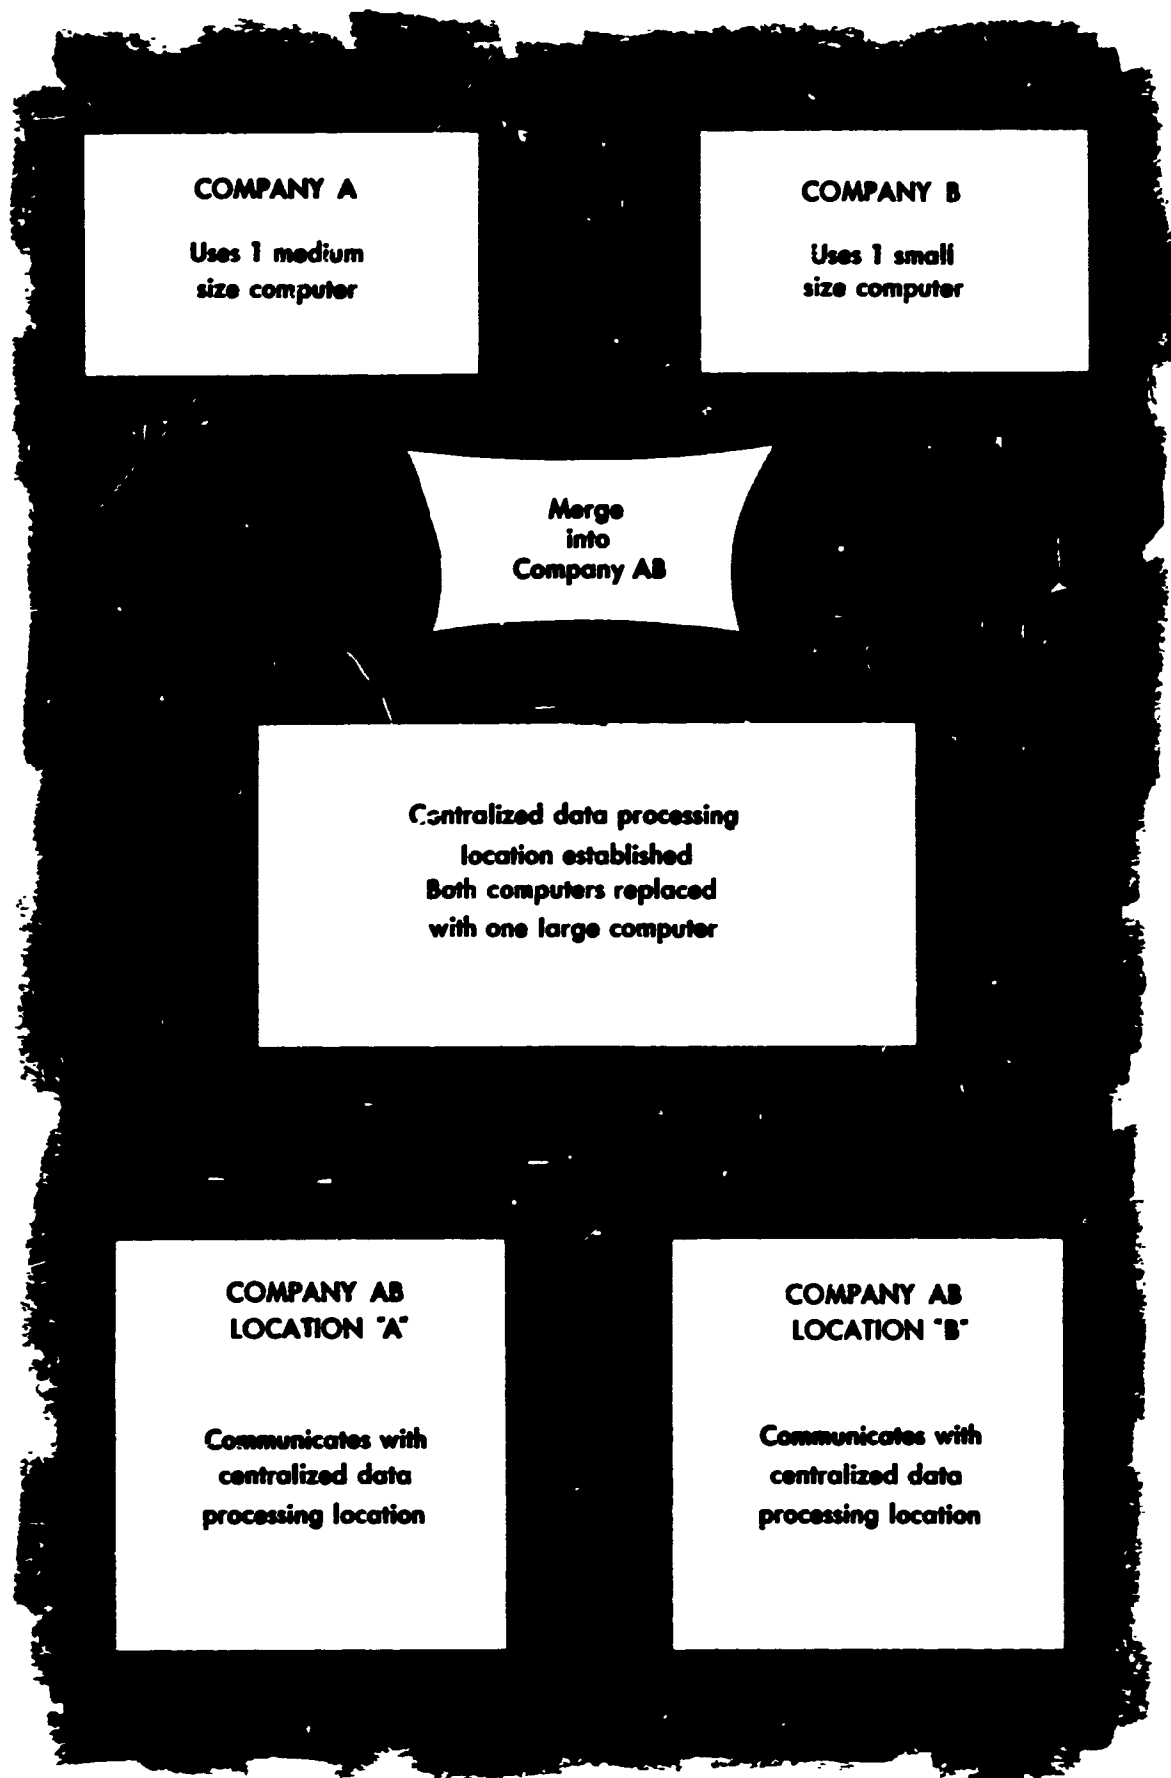 COMPANY A
Uses 1 medium
size computer
COMPANY B
Uses 1 small
size computer
Merge
into
Company AB
Centralized data processing
location established
Both computers replaced
with one large computer
COMPANY AB
LOCATION "A"
Communicates with
centralized data
processing location
COMPANY AB
LOCATION "B"
Communicates with
centralized data
processing location